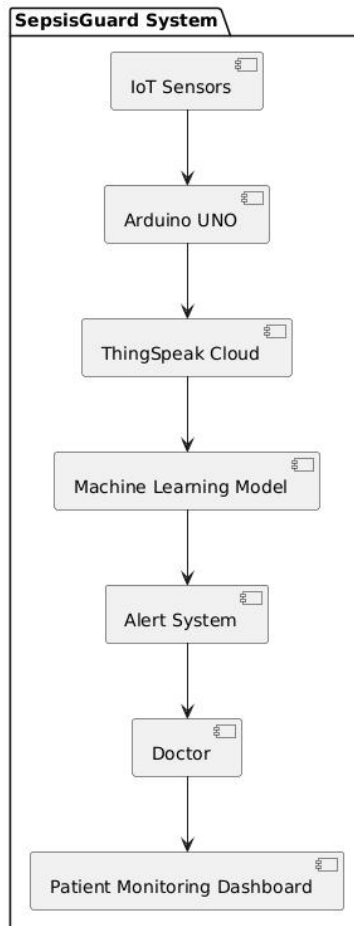 SepsisGuard System
IoT Sensors
Arduino UNO
ThingSpeak Cloud
Machine Learning Model
Alert System
Doctor
Patient Monitoring Dashboard